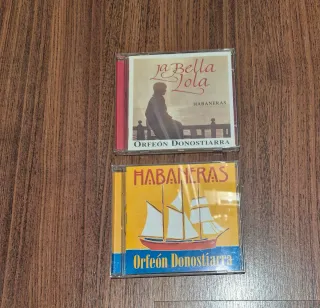 La Bella
Lola
HABANERAS
ORFEÓN DONOSTIARRA
HABANERAS
Orfeón Donostiarra